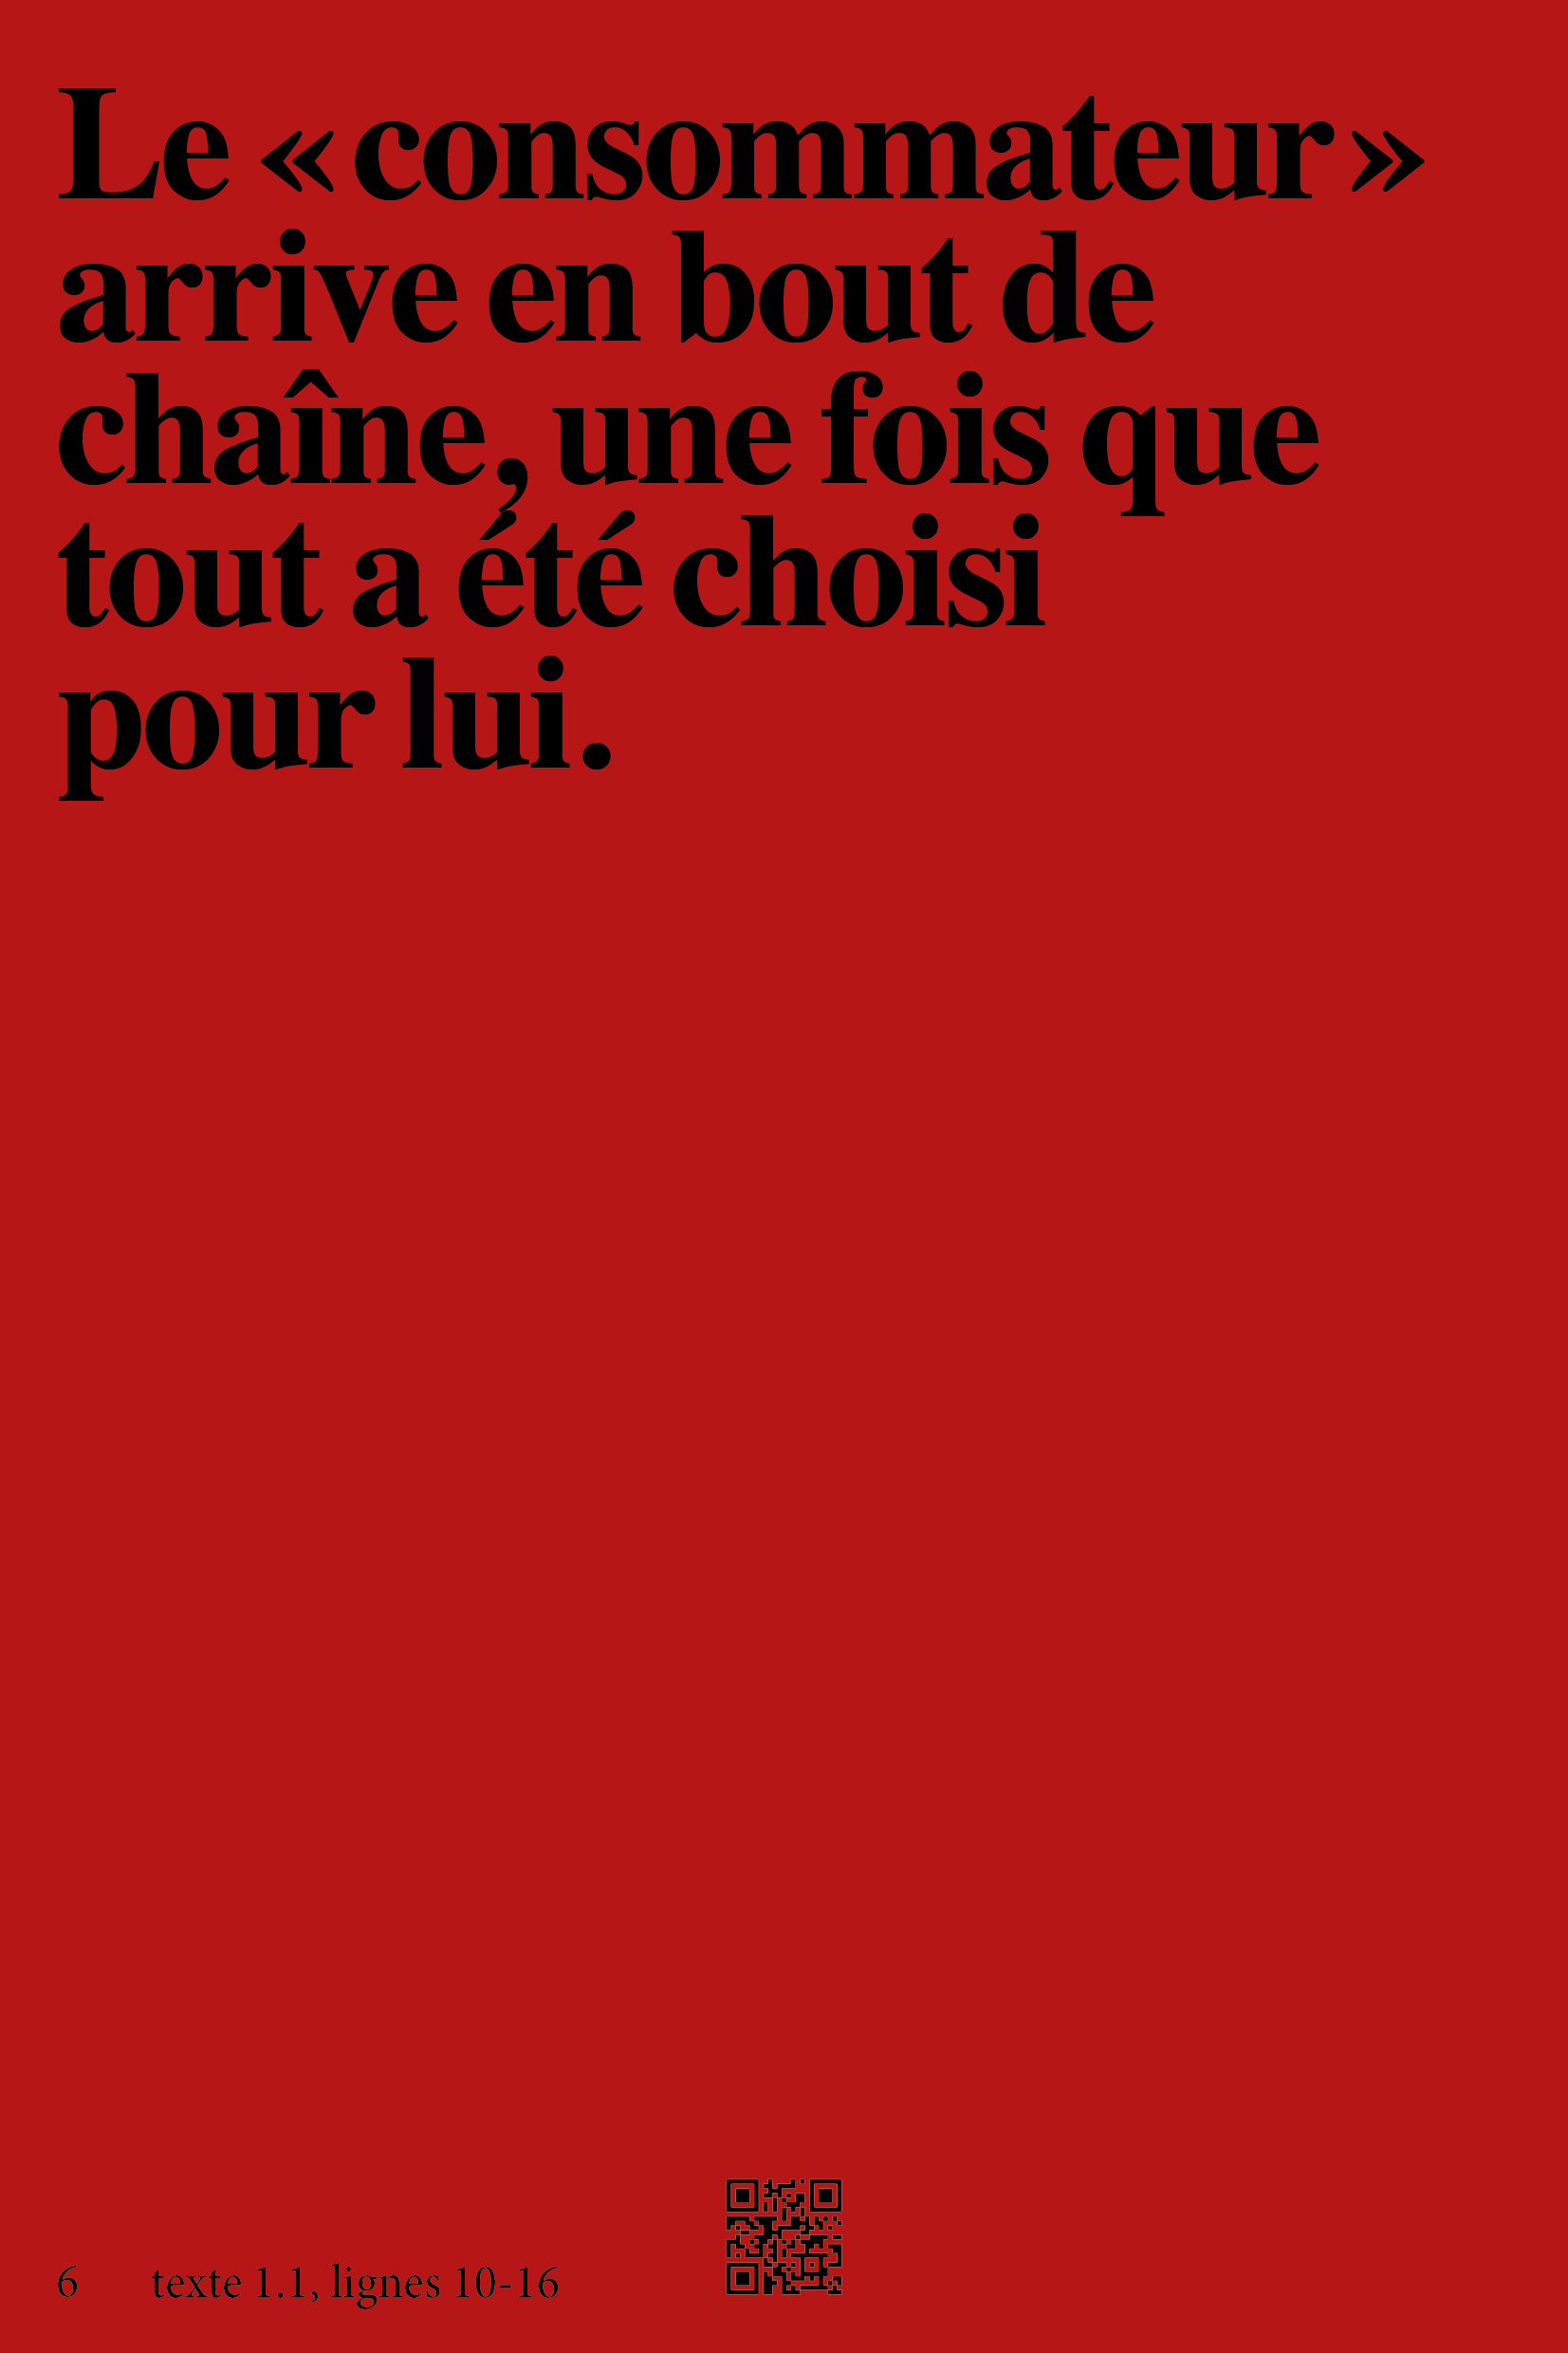 Le « consommateur »
arrive en bout de
chaîne, une fois que
tout a été choisi
pour lui.
6 texte 1.1, lignes 10-16